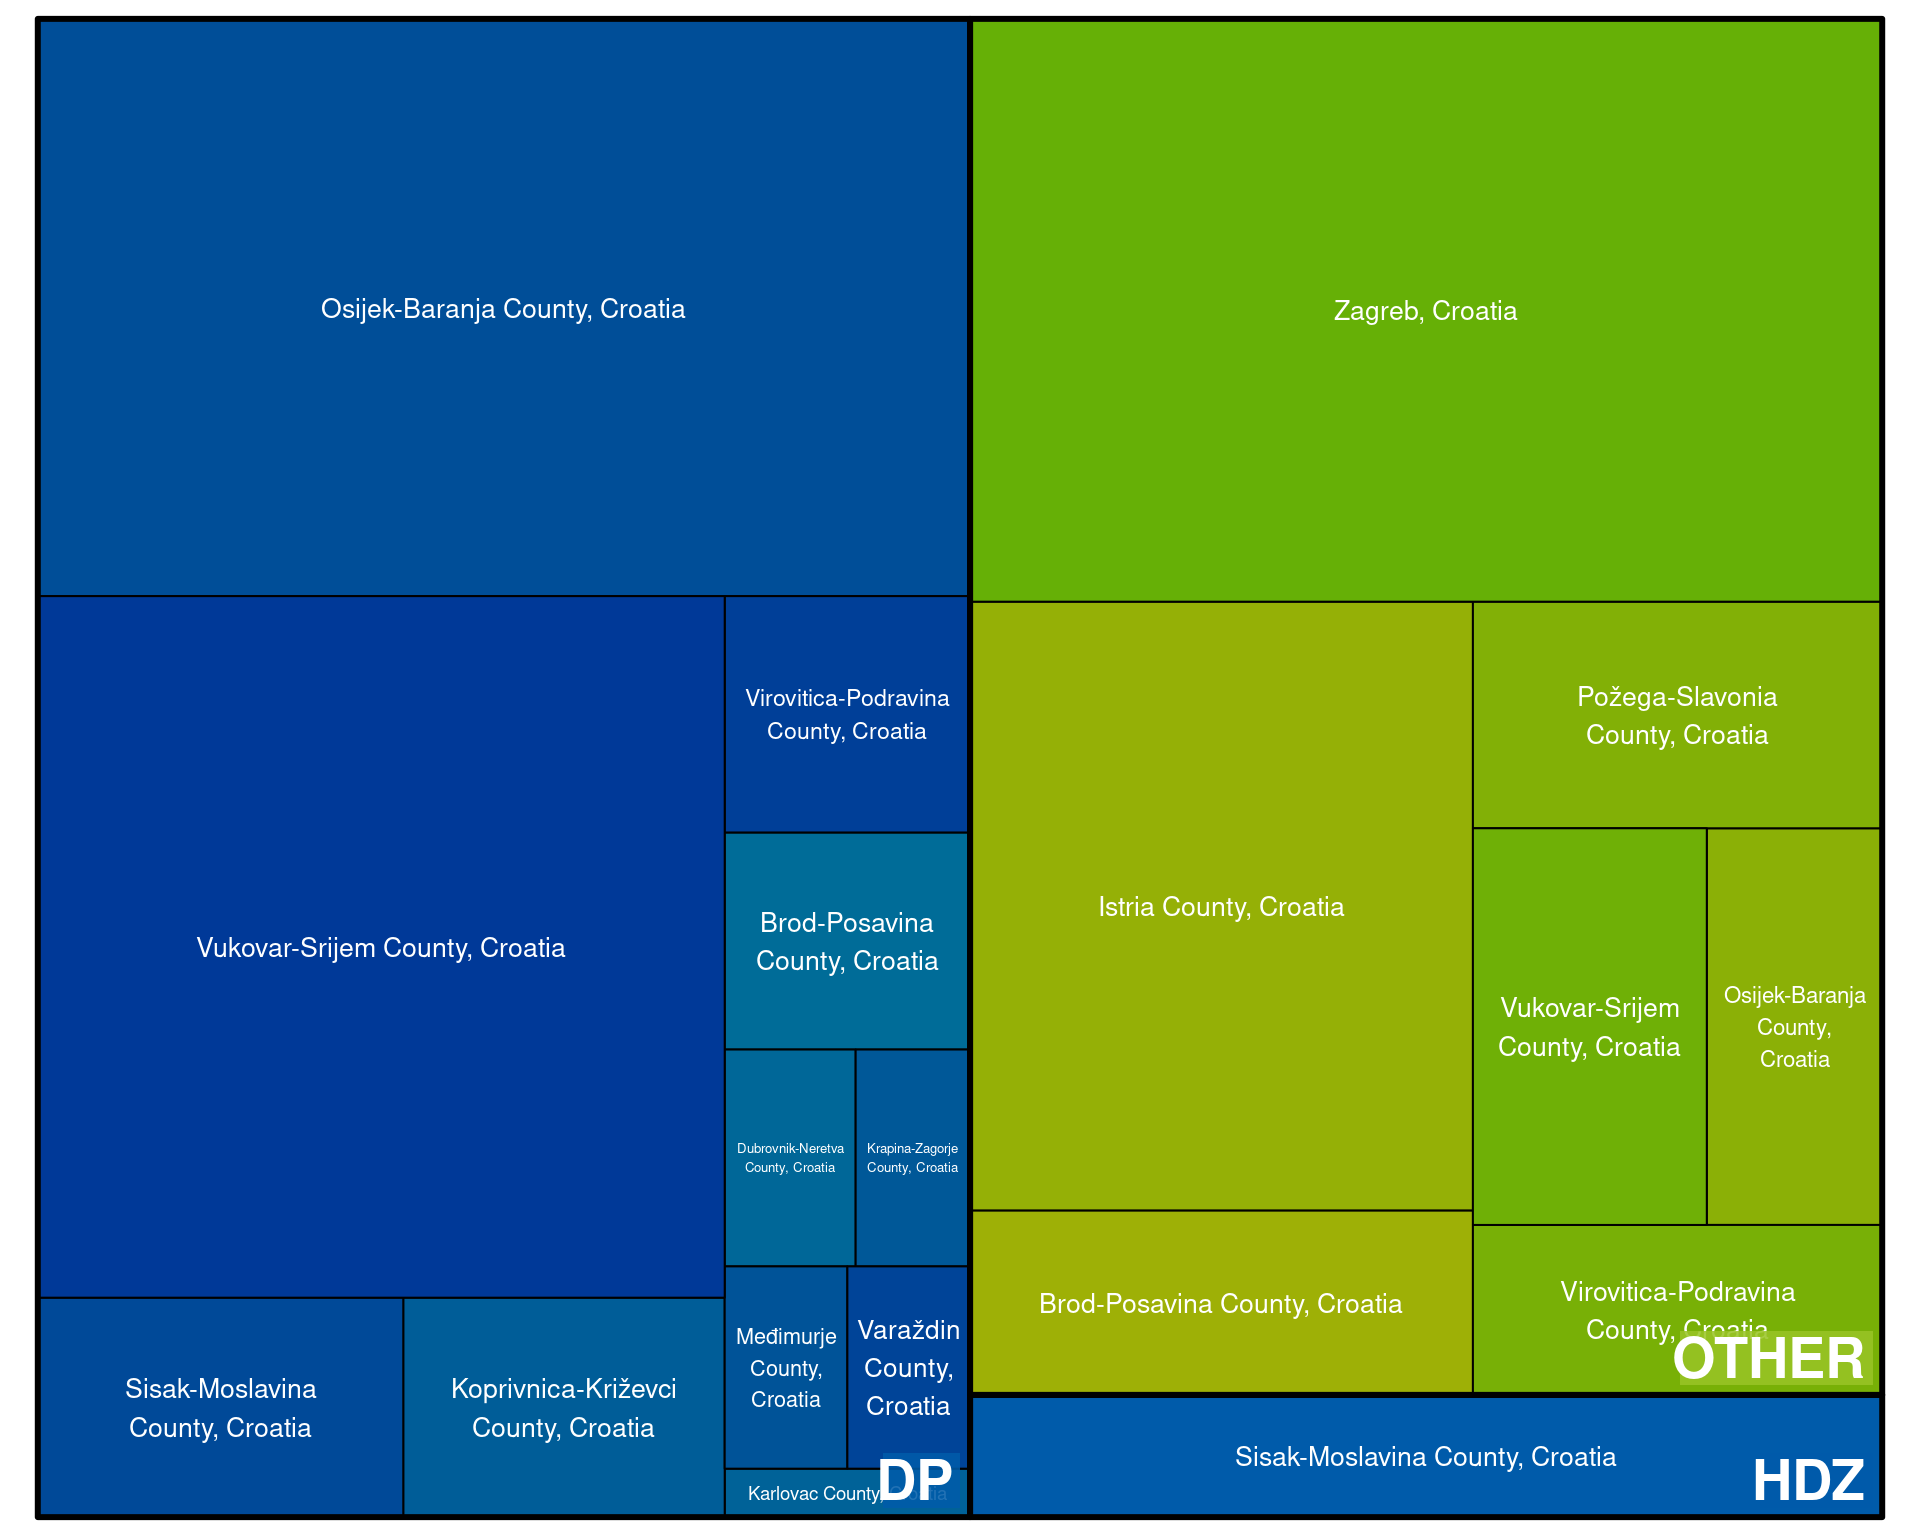 Osijek-Baranja County, Croatia
Vukovar-Srijem County, Croatia
Virovitica-Podravina
County, Croatia
Brod-Posavina
County, Croatia
Dubrovnik-Neretva
County, Croatia
Krapina-Zagorje
County, Croatia
Sisak-Moslavina
County, Croatia
Koprivnica-Križevci
County, Croatia
Međimurje
County,
Croatia
Varaždin
County,
Croatia
Karlovac County, Croatia
DP
Zagreb, Croatia
Istria County, Croatia
Požega-Slavonia
County, Croatia
Vukovar-Srijem
County, Croatia
Osijek-Baranja
County,
Croatia
Brod-Posavina County, Croatia
Virovitica-Podravina
County, Croatia
OTHER
Sisak-Moslavina County, Croatia
HDZ